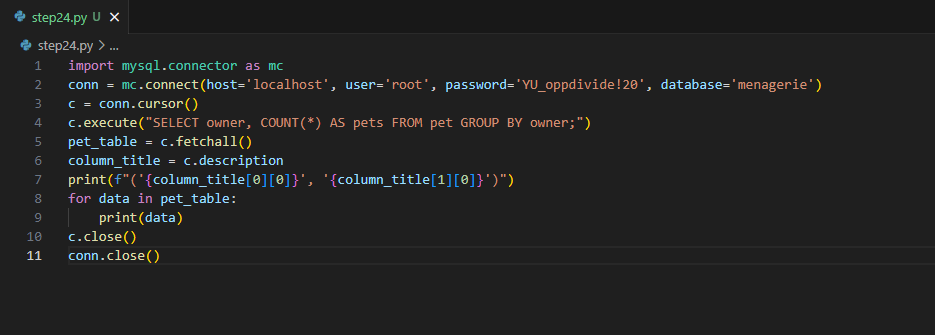 step24.py U ×
step24.py > ...
1 import mysql.connector as mc
2 conn = mc.connect(host='localhost', user='root', password='YU_oppdivide!20', database='menagerie')
3 c = conn.cursor()
4 c.execute("SELECT owner, COUNT(*) AS pets FROM pet GROUP BY owner;")
5 pet_table = c.fetchall()
6 column_title = c.description
7 print(f"('{column_title[0][0]}', '{column_title[1][0]}')")
8 for data in pet_table:
9     print(data)
10 c.close()
11 conn.close()